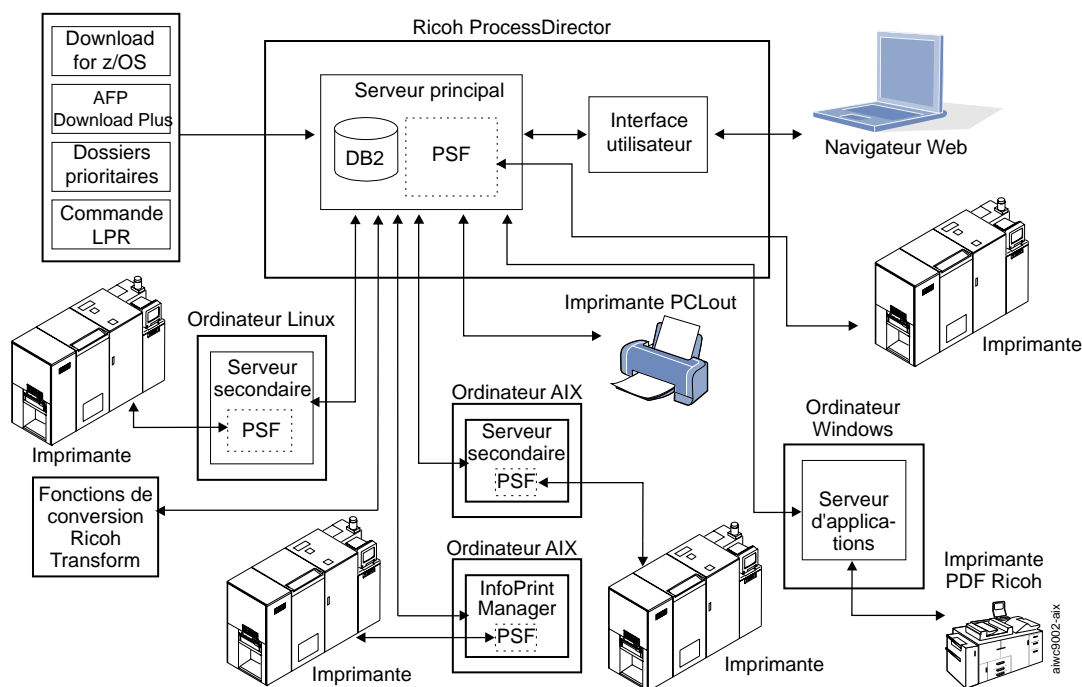 Download
for z/OS
AFP
Download Plus
Dossiers
prioritaires
Commande
LPR
Ricoh ProcessDirector
Serveur principal
DB2
PSF
Interface
utilisateur
Navigateur Web
Imprimante
Imprimante PCLout
Ordinateur Linux
Serveur
secondaire
PSF
Imprimante
Fonctions de
conversion
Ricoh
Transform
Ordinateur AIX
Serveur
secondaire
PSF
Ordinateur AIX
InfoPrint
Manager
PSF
Imprimante
Imprimante
Ordinateur
Windows
Serveur
d'applica-
tions
Imprimante
PDF Ricoh
aiwc9002-aix